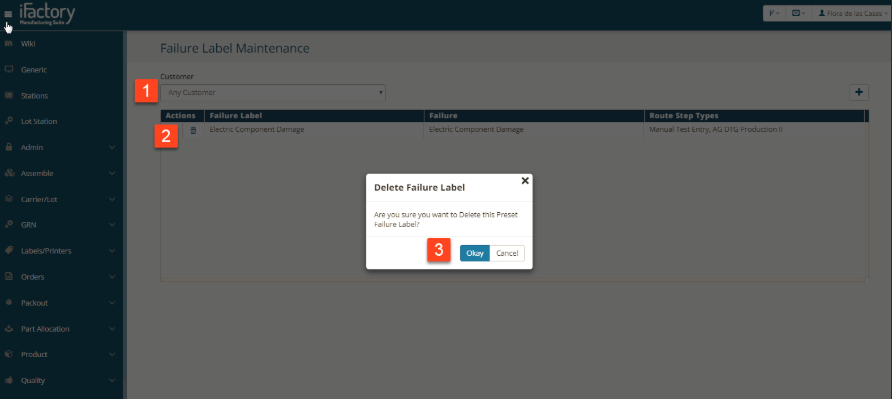 iFactory
Manufacturing Suite
Flora de las Casas
Wiki
Generic
Stations
Lot Station
Admin
Assemble
Carrier/Lot
GRN
Labels/Printers
Orders
Packout
Part Allocation
Product
Quality
Failure Label Maintenance
Customer
1
Any Customer
Actions Failure Label Failure Route Step Types
2
Electric Component Damage Electric Component Damage Manual Test Entry, AG DTG Production II
Delete Failure Label
Are you sure you want to Delete this Preset
Failure Label?
3
Okay Cancel